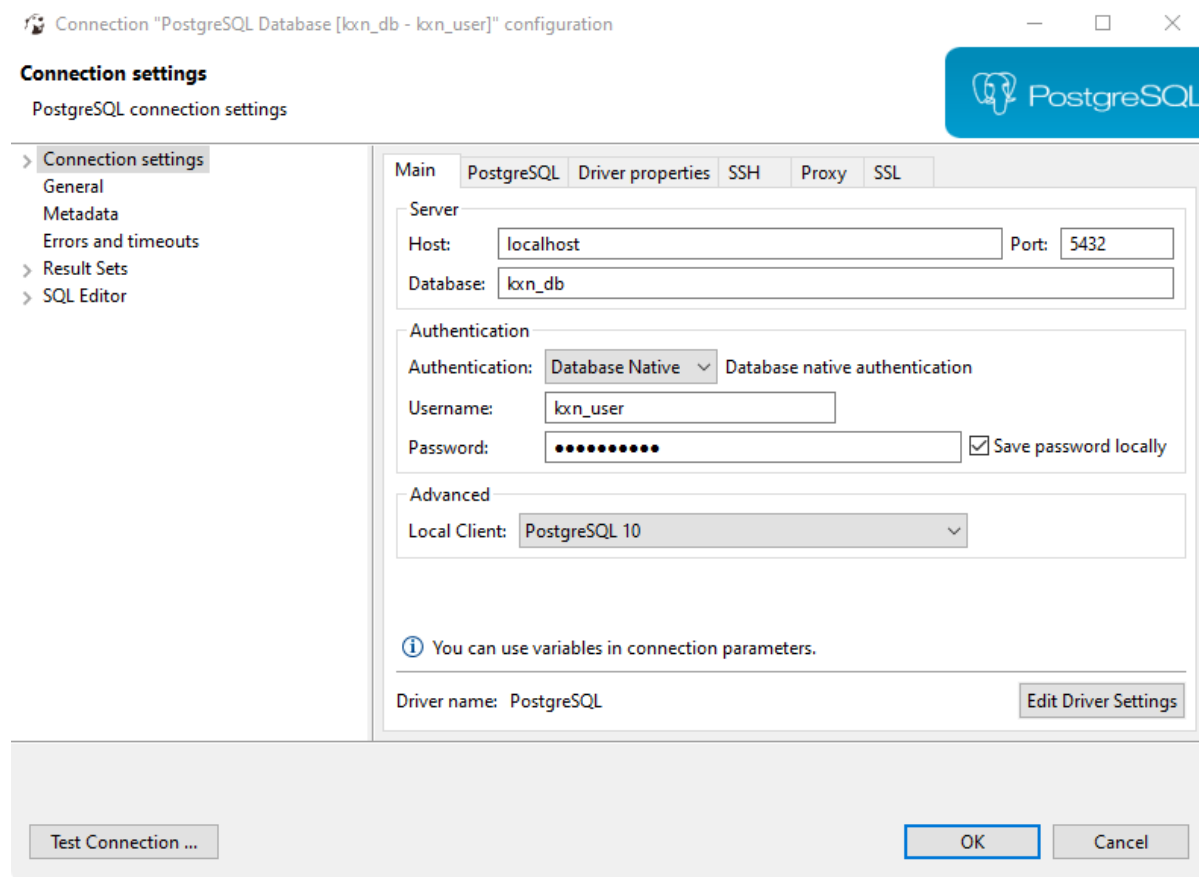 Connection "PostgreSQL Database [kxn_db - kxn_user]" configuration
Connection settings
PostgreSQL connection settings
PostgreSQL
Connection settings
General
Metadata
Errors and timeouts
Result Sets
SQL Editor
Main PostgreSQL Driver properties SSH Proxy SSL
Server
Host: localhost Port: 5432
Database: kxn_db
Authentication
Authentication: Database Native Database native authentication
Username: kxn_user
Password: •••••••••• Save password locally
Advanced
Local Client: PostgreSQL 10
You can use variables in connection parameters.
Driver name: PostgreSQL Edit Driver Settings
Test Connection ... OK Cancel